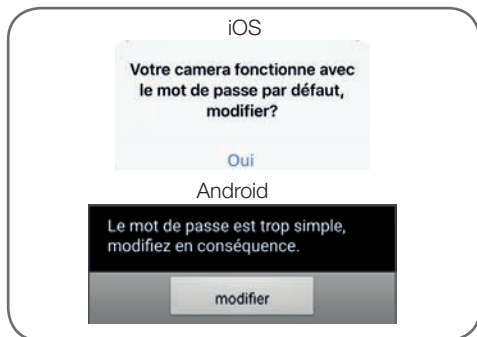 iOS
Votre camera fonctionne avec
le mot de passe par défaut,
modifier?
Oui
Android
Le mot de passe est trop simple,
modifiez en conséquence.
modifier